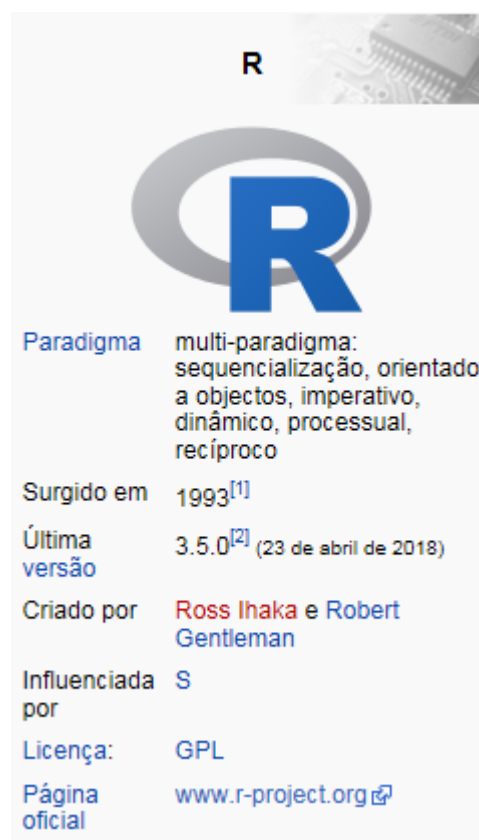 R
R
Paradigma multi-paradigma:
sequencialização, orientado
a objectos, imperativo,
dinâmico, processual,
recíproco
Surgido em 1993[1]
Última 3.5.0[2] (23 de abril de 2018)
versão
Criado por Ross Ihaka e Robert
Gentleman
Influenciada S
por
Licença: GPL
Página www.r-project.org
oficial